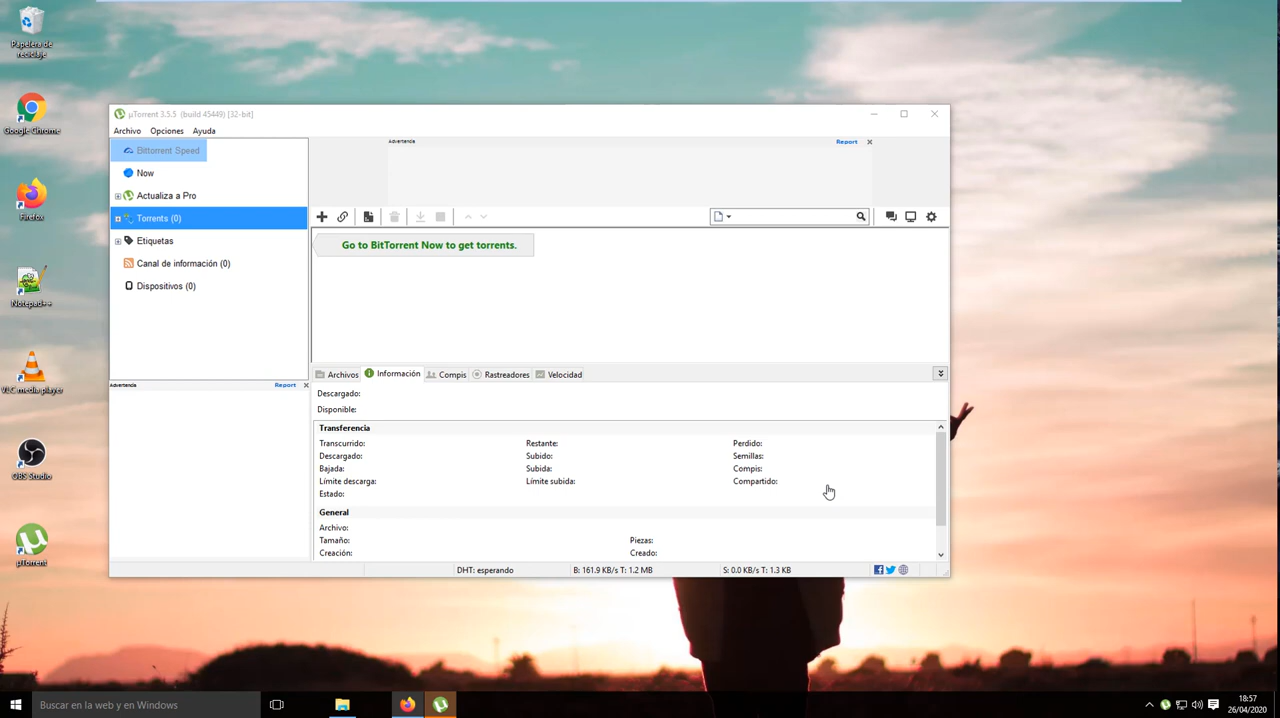 Papelera de
reciclaje
Google Chrome
Firefox
Notepad++
VLC media player
OBS Studio
µTorrent
µTorrent 3.5.5 (build 45449) [32-bit]
Archivo Opciones Ayuda
Bittorrent Speed
Now
Actualiza a Pro
Torrents (0)
Etiquetas
Canal de información (0)
Dispositivos (0)
Advertencia Report
Advertencia Report
Go to BitTorrent Now to get torrents.
Archivos Información Compis Rastreadores Velocidad
Descargado:
Disponible:
Transferencia
Transcurrido: Restante: Perdido:
Descargado: Subido: Semillas:
Bajada: Subida: Compis:
Límite descarga: Límite subida: Compartido:
Estado:
General
Archivo:
Tamaño: Piezas:
Creación: Creado:
DHT: esperando B: 161.9 KB/s T: 1.2 MB S: 0.0 KB/s T: 1.3 KB
Buscar en la web y en Windows
18:57
26/04/2020